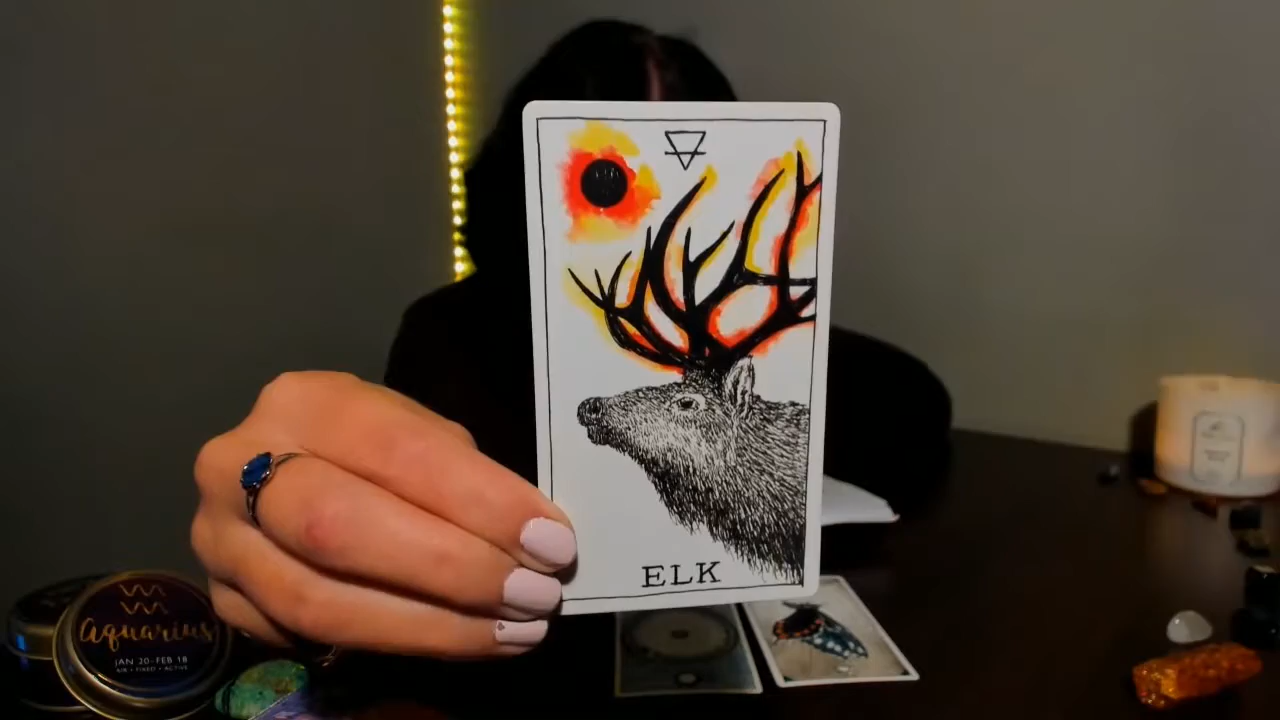 ELK
Aquarius
JAN 20-FEB 18
AIR • FIXED • ACTIVE